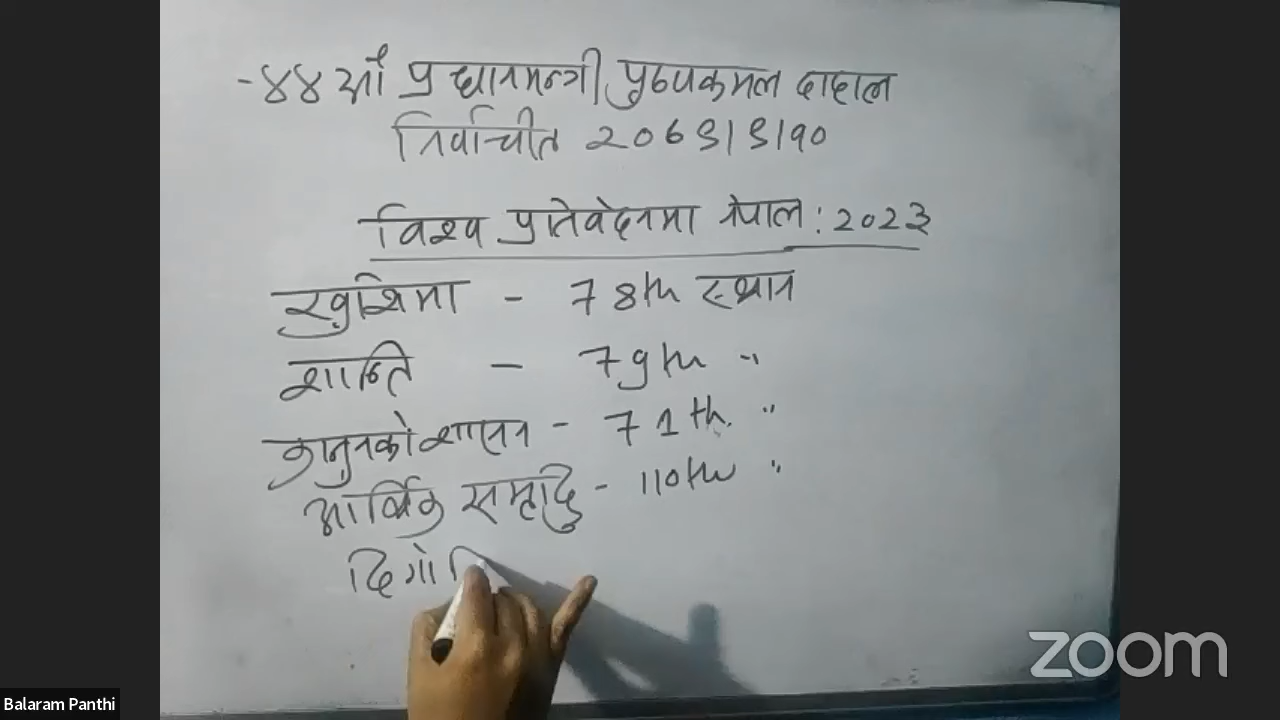 - ४४ औं प्रधानमन्त्री पुष्पकमल दाहाल
निर्वाचीत २०७९।९।१०
विश्व प्रतिवेदनमा नेपाल : २०२३
खुशिमा - 78th स्थान
शान्ति - 79th "
कानुनको शासन - 71th. "
आर्थिक समृद्धि - 110th "
दिगो वि
zoom
Balaram Panthi